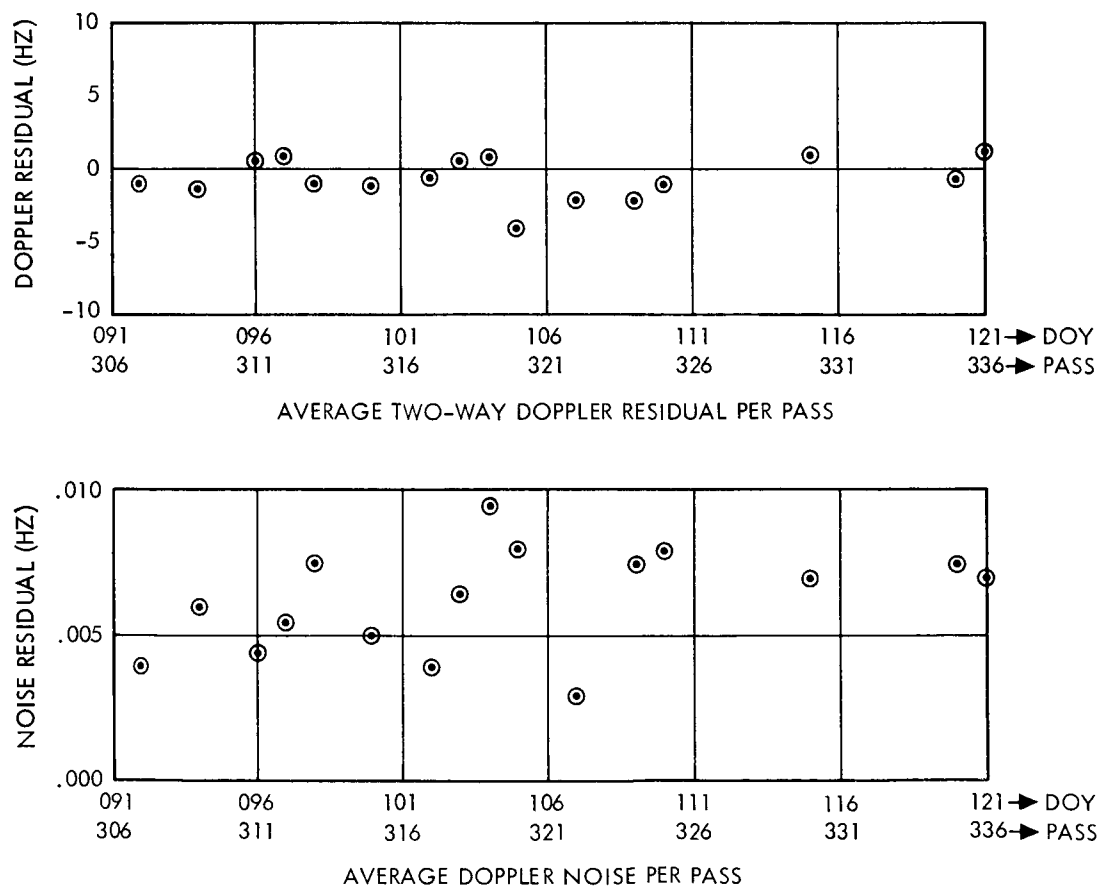 DOPPLER RESIDUAL (HZ)
10
5
0
-5
-10
091 096 101 106 111 116 121 → DOY
306 311 316 321 326 331 336 → PASS
AVERAGE TWO-WAY DOPPLER RESIDUAL PER PASS
NOISE RESIDUAL (HZ)
.010
.005
.000
091 096 101 106 111 116 121 → DOY
306 311 316 321 326 331 336 → PASS
AVERAGE DOPPLER NOISE PER PASS